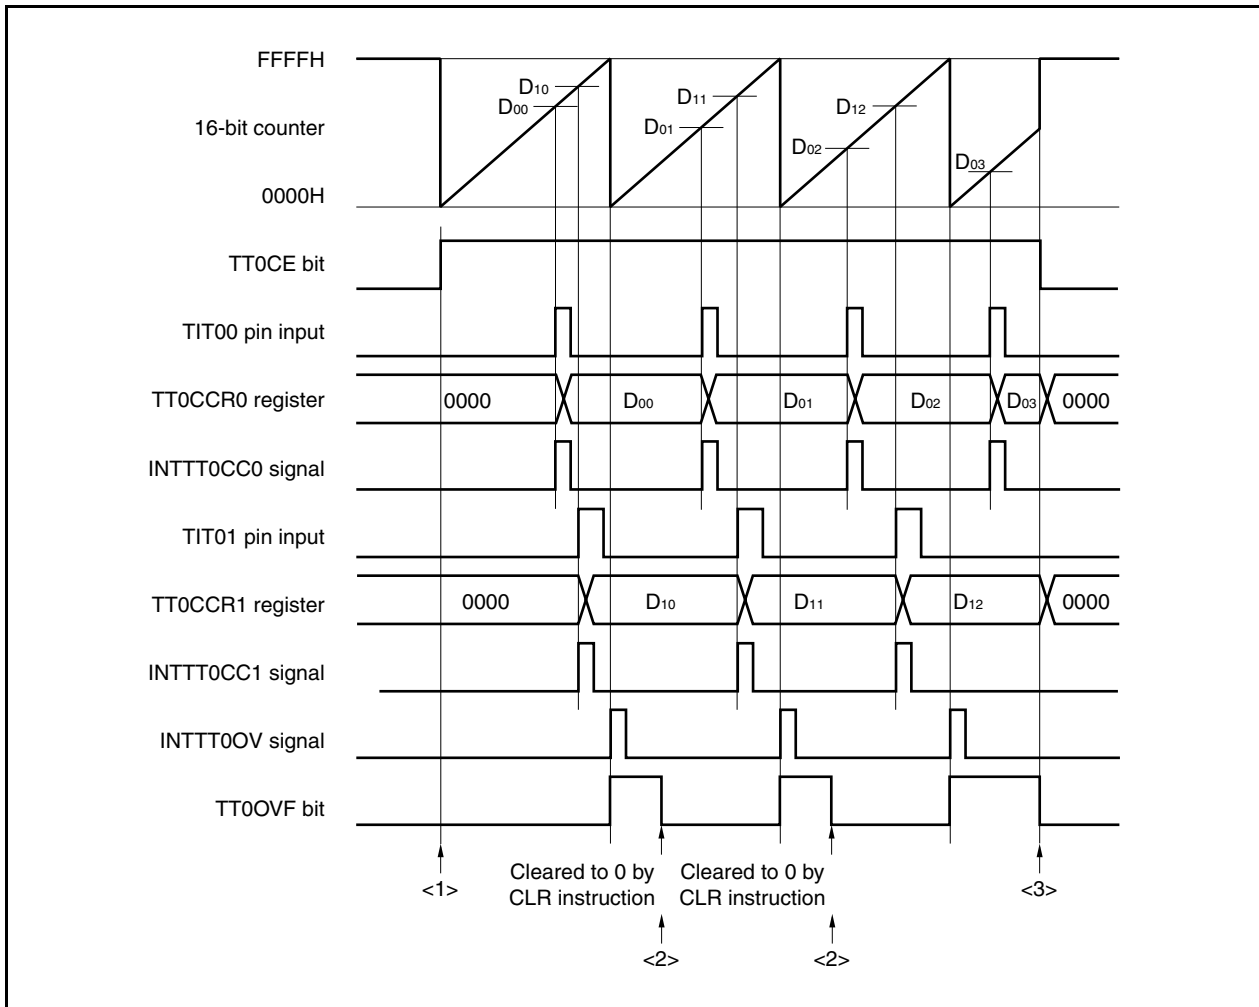 FFFFH
D10
D00
D11
D01
D12
D02
D03
16-bit counter
0000H
TT0CE bit
TIT00 pin input
TT0CCR0 register
0000
D00
D01
D02
D03
0000
INTTT0CC0 signal
TIT01 pin input
TT0CCR1 register
0000
D10
D11
D12
0000
INTTT0CC1 signal
INTTT0OV signal
TT0OVF bit
<1>
Cleared to 0 by
CLR instruction
<2>
Cleared to 0 by
CLR instruction
<2>
<3>